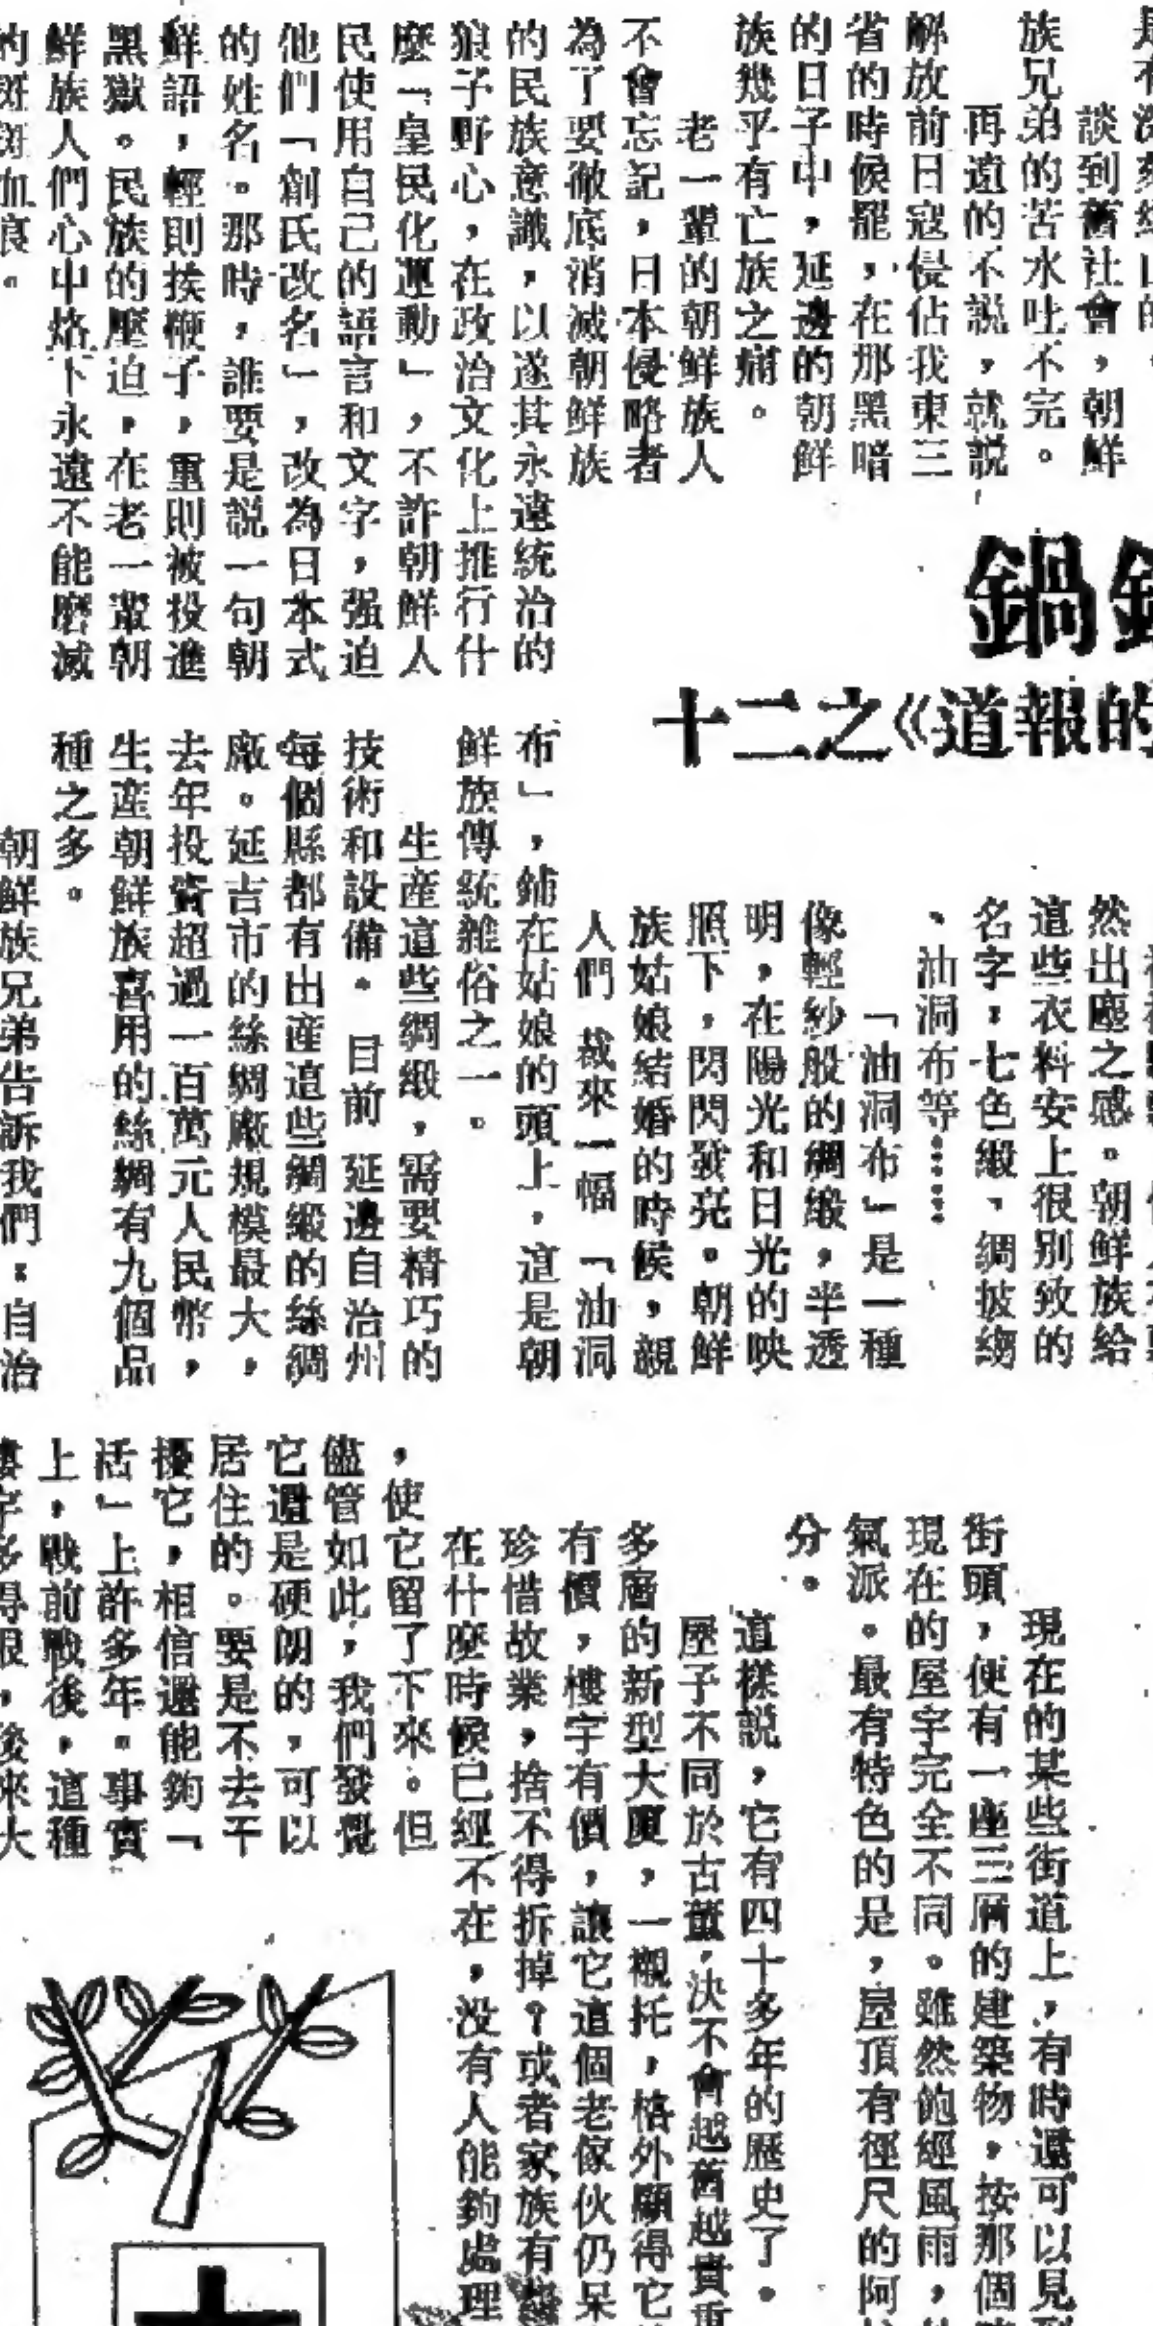 談到舊社會,朝鮮
族兄弟的苦水吐不完。
再遠的不説,就説
解放前日寇侵佔我東三
省的時候罷,在那黑暗
的日子中,延邊的朝鮮
族幾乎有亡族之痛。
老一輩的朝鮮族人
不會忘記,日本侵略者
為了要徹底消滅朝鮮族
的民族意識,以遂其永遠統治的
狼子野心,在政治文化上推行什
麼「皇民化運動」,不許朝鮮人
民使用自己的語言和文字,强迫
他們「創氏改名」,改為日本式
的姓名。那時,誰要是説一句朝
鮮語,輕則挨鞭子,重則被投進
黑獄。民族的壓迫,在老一輩朝
鮮族人們心中烙下永遠不能磨滅
的斑斑血痕。
鍋
十二之《道報的
然出塵之感。朝鮮族給
這些衣料安上很别致的
名字,七色緞、綢披縐
、油洞布等……
「油洞布」是一種
像輕紗般的綢緞,半透
明,在陽光和日光的映
照下,閃閃發亮。朝鮮
族姑娘結婚的時候,親
人們裁來一幅「油洞
布」,鋪在姑娘的頭上,這是朝
鮮族傳統雜俗之一。
生産這些綢緞,需要精巧的
技術和設備。目前延邊自治州
每個縣都有出產這些綢緞的絲綢
廠。延吉市的絲綢廠規模最大,
去年投資超過一百萬元人民幣,
生産朝鮮族喜用的絲綢有九個品
種之多。
朝鮮族兄弟告訴我們:自治
現在的某些街道上,有時還可以見到
街頭,便有一座三層的建築物,按那個
現在的屋宇完全不同。雖然飽經風雨,
氣派。最有特色的是,屋頂有徑尺的阿
分。
這樣説,它有四十多年的歷史了。
屋子不同於古董,決不會越舊越貴重
多層的新型大厦,一襯托,格外顯得它
有價,樓宇有價,讓它這個老傢伙仍呆
珍惜故業,捨不得拆掉?或者家族有
在什麼時候已經不在,没有人能夠處理
,使它留了下來。但
儘管如此,我們發覺
它還是硬朗的,可以
居住的。要是不去干
擾它,相信還能夠「
活」上許多年。事實
上,戰前戰後,這種
樓宇多得很,後來大